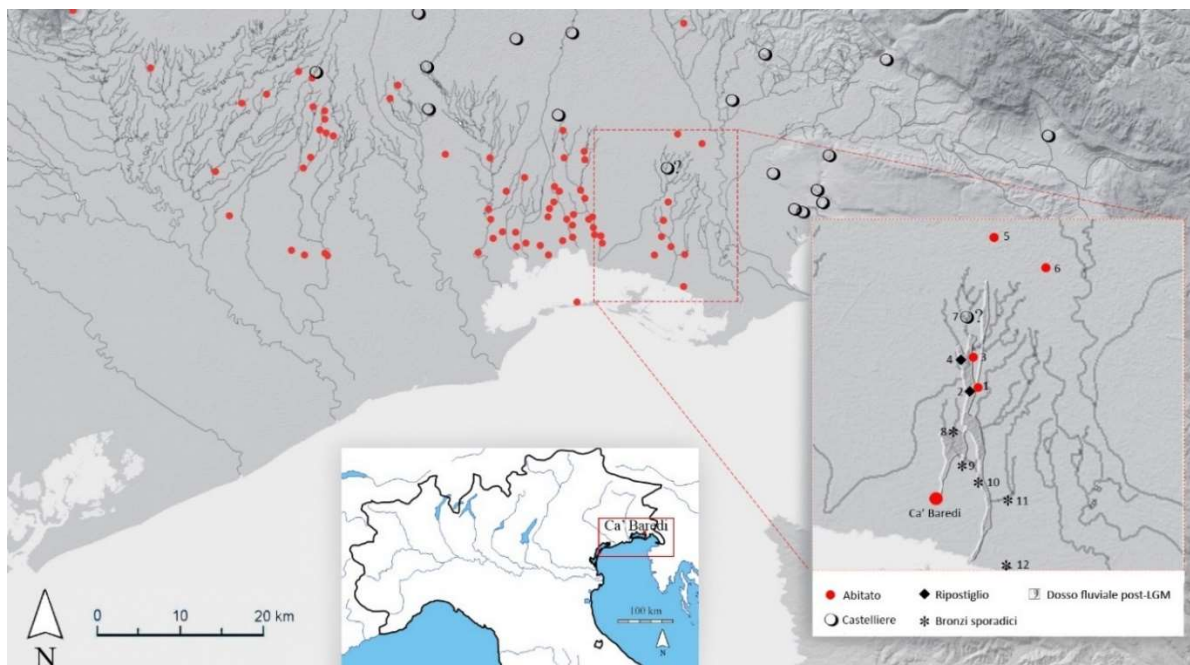 ?
5
6
7 ?
4
3
2
1
8
9
10
11
Ca' Baredi
12
Abitato
Ripostiglio
Dosso fluviale post-LGM
Castelliere
Bronzi sporadici
Ca' Baredi
100 km
N
0 10 20 km
N